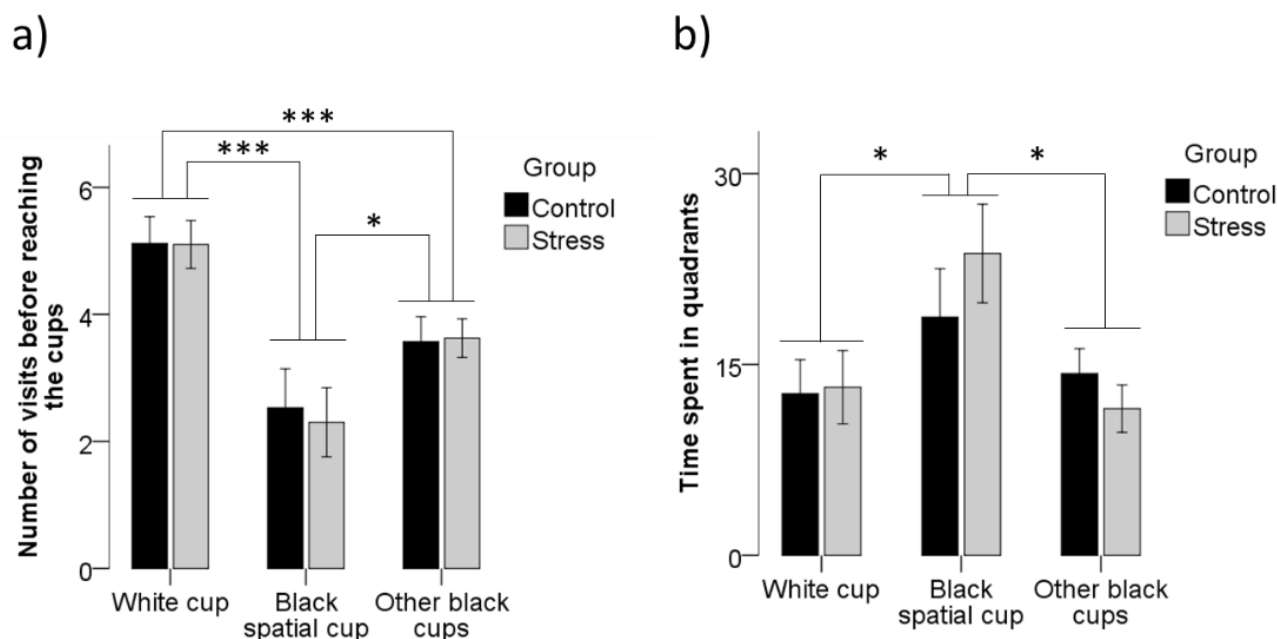 a)
Number of visits before reaching
the cups
6
4
2
0
***
***
*
Group
Control
Stress
White cup
Black
spatial cup
Other black
cups
b)
Time spent in quadrants
30
15
0
*
*
Group
Control
Stress
White cup
Black
spatial cup
Other black
cups